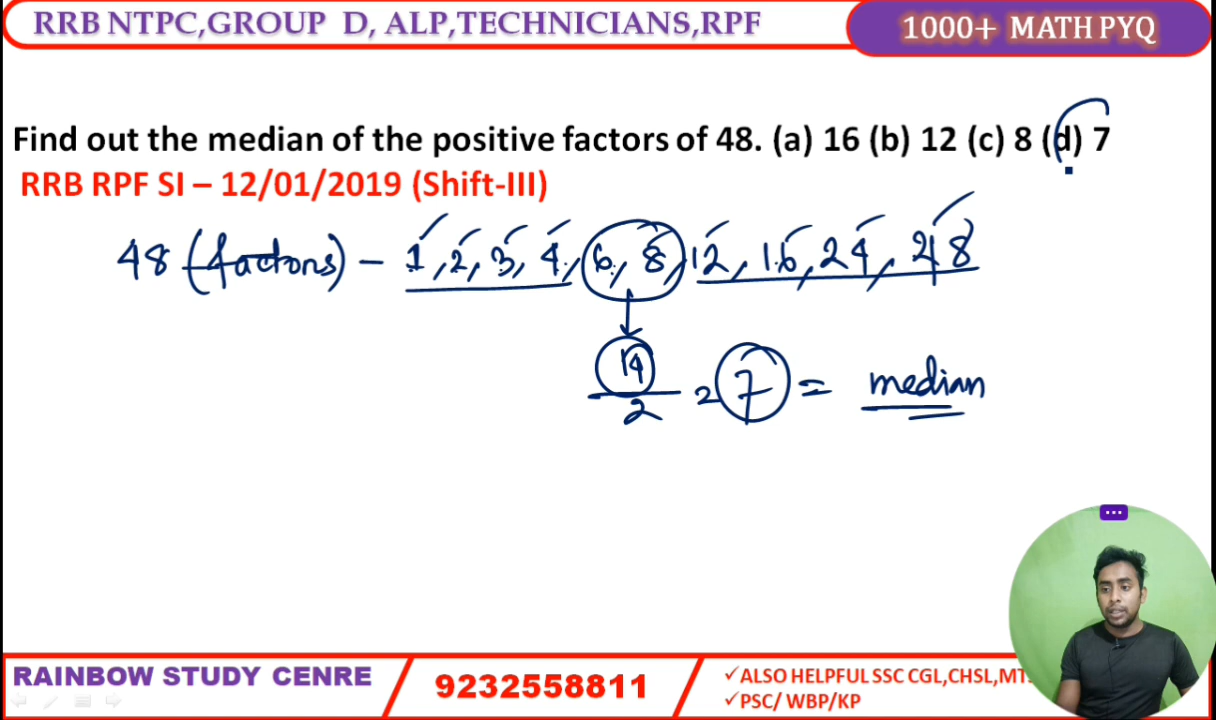 RRB NTPC,GROUP D, ALP,TECHNICIANS,RPF
1000+ MATH PYQ
Find out the median of the positive factors of 48. (a) 16 (b) 12 (c) 8 (d) 7
RRB RPF SI – 12/01/2019 (Shift-III)
48 (factors) – 1, 2, 3, 4, 6, 8, 12, 16, 24, 48
14/2 = 7 = median
RAINBOW STUDY CENRE
9232558811
✓ALSO HELPFUL SSC CGL,CHSL,MT
✓PSC/ WBP/KP